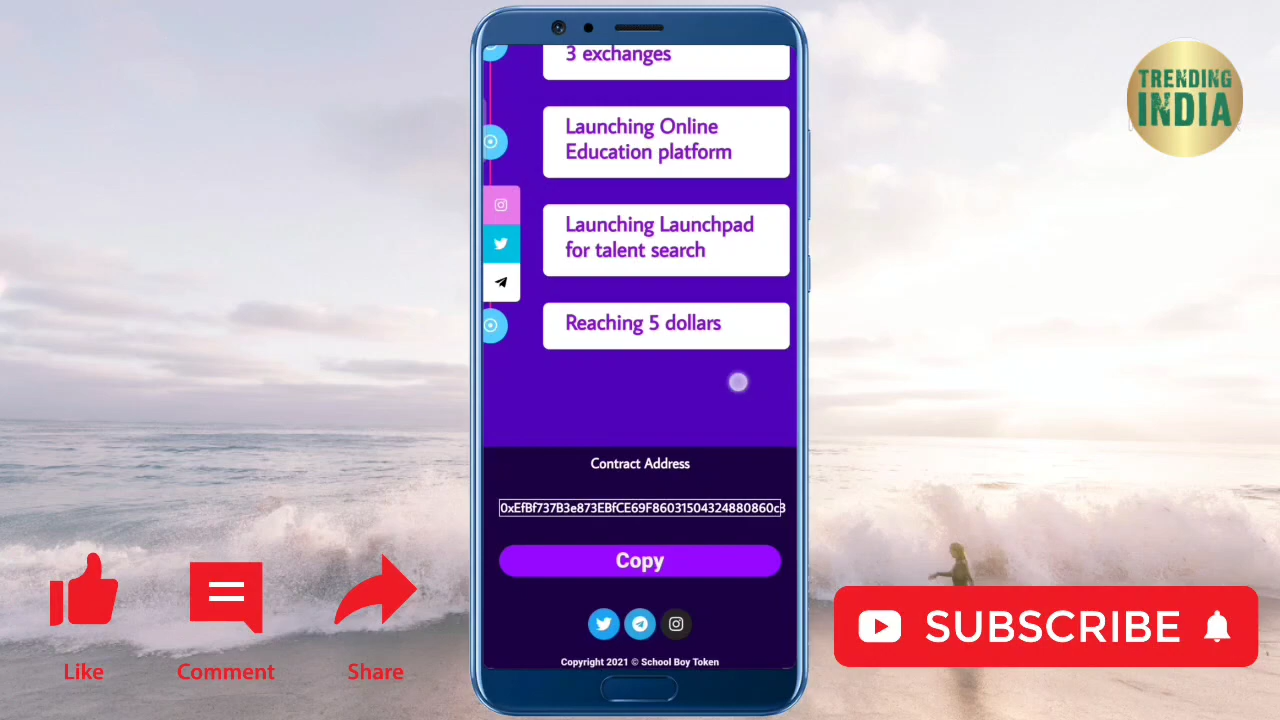 3 exchanges
Launching Online
Education platform
Launching Launchpad
for talent search
Reaching 5 dollars
Contract Address
0xEfBf737B3e873EBfCE69F86031504324880860c3
Copy
Copyright 2021 © School Boy Token
TRENDING
INDIA
Like
Comment
Share
SUBSCRIBE